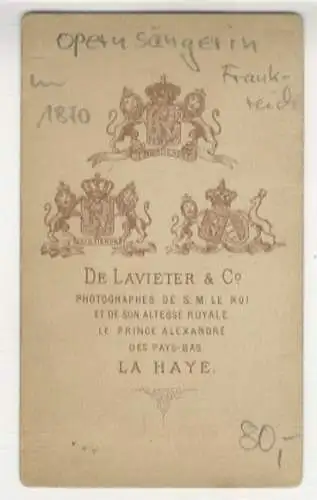 Opernsängerin
um 1870
Frankreich
DE LAVIETER & Co
PHOTOGRAPHES DE S. M. LE ROI
ET DE SON ALTESSE ROYALE
LE PRINCE ALEXANDRE
DES PAYS-BAS
LA HAYE.
80,-